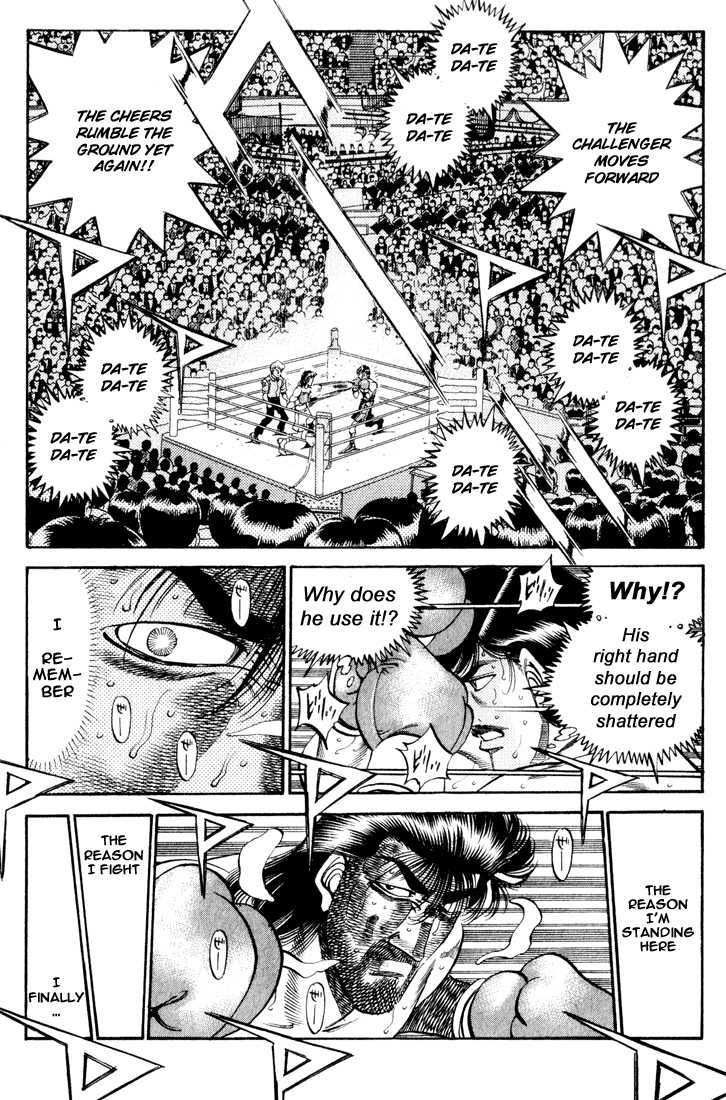 DA-TE
DA-TE
THE
CHALLENGER
MOVES
FORWARD
DA-TE
DA-TE
THE CHEERS
RUMBLE THE
GROUND YET
AGAIN!!
DA-TE
DA-TE
DA-TE
DA-TE
DA-TE
DA-TE
DA-TE
DA-TE
DA-TE
DA-TE
Why!?
His
right hand
should be
completely
shattered
Why does
he use it!?
I
RE-
MEM-
BER
THE
REASON
I'M
STANDING
HERE
THE
REASON
I FIGHT
I
FINALLY
...